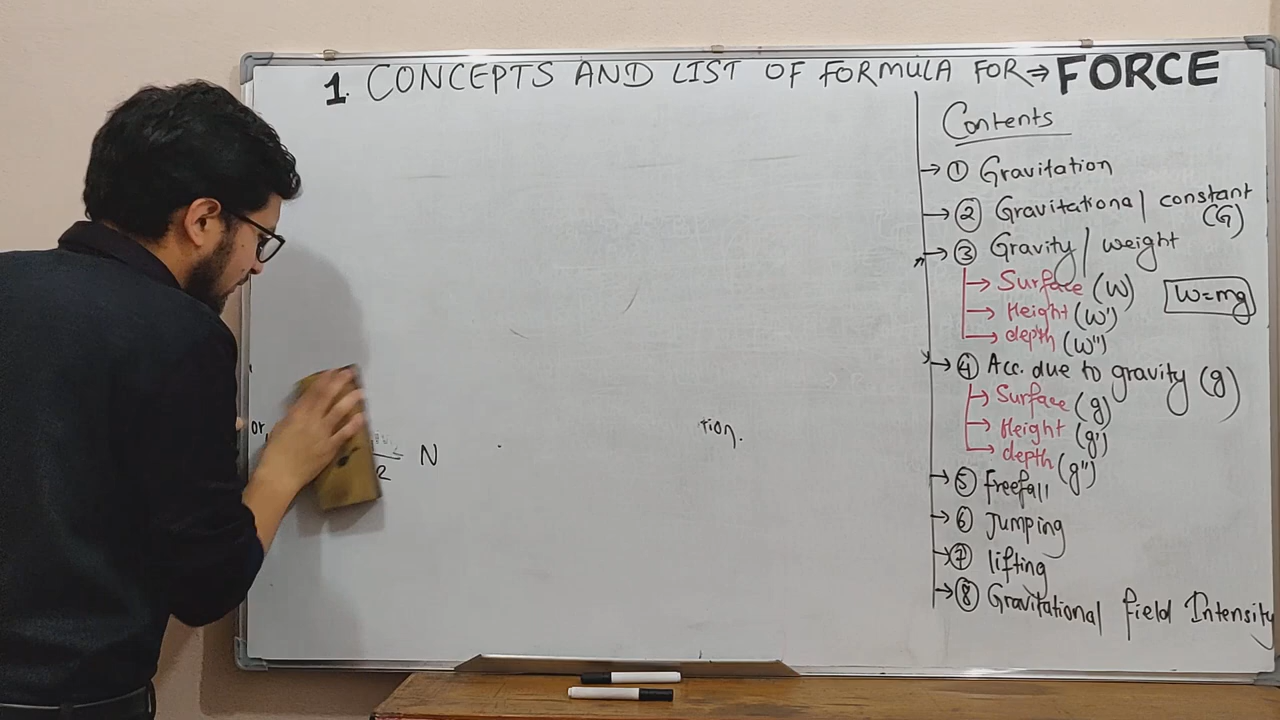 1. CONCEPTS AND LIST OF FORMULA FOR ⇒ FORCE
Contents
→ ① Gravitation
→ ② Gravitational constant (G)
→ ③ Gravity / weight
→ Surface (W)
→ Height (W')
→ depth (W")
W=mg
→ ④ Acc. due to gravity (g)
→ Surface (g)
→ Height (g')
→ depth (g")
→ ⑤ freefall
→ ⑥ Jumping
→ ⑦ lifting
→ ⑧ Gravitational field Intensity
or
2 N
tion.